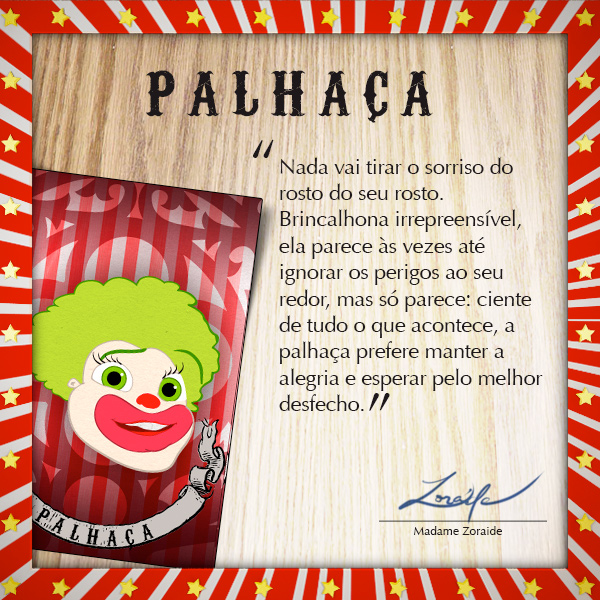 PALHAÇA
“
Nada vai tirar o sorriso do
rosto do seu rosto.
Brincalhona irrepreensível,
ela parece às vezes até
ignorar os perigos ao seu
redor, mas só parece: ciente
de tudo o que acontece, a
palhaça prefere manter a
alegria e esperar pelo melhor
desfecho.”
PALHAÇA
Zoraide
Madame Zoraide